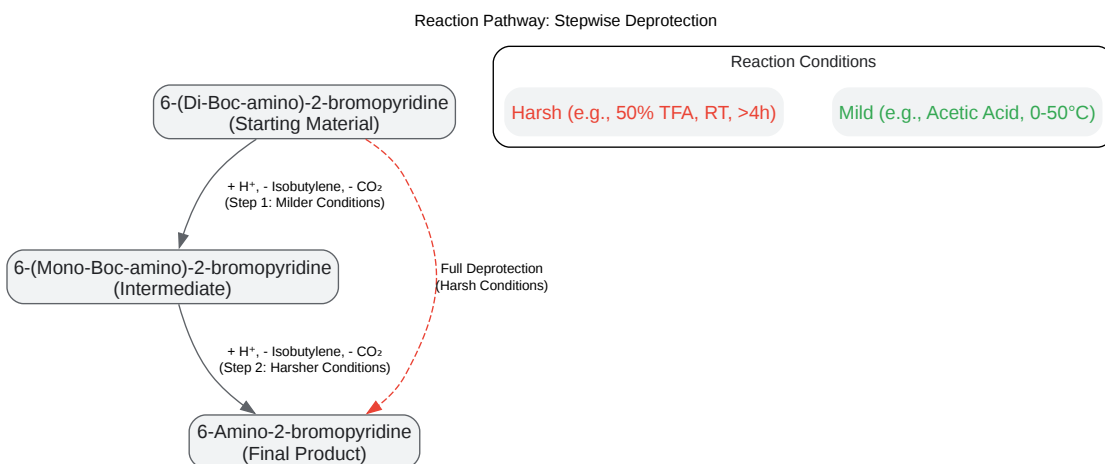 Reaction Pathway: Stepwise Deprotection
Reaction Conditions
Harsh (e.g., 50% TFA, RT, >4h)
Mild (e.g., Acetic Acid, 0-50°C)
6-(Di-Boc-amino)-2-bromopyridine
(Starting Material)
+ H⁺, - Isobutylene, - CO₂
(Step 1: Milder Conditions)
6-(Mono-Boc-amino)-2-bromopyridine
(Intermediate)
Full Deprotection
(Harsh Conditions)
+ H⁺, - Isobutylene, - CO₂
(Step 2: Harsher Conditions)
6-Amino-2-bromopyridine
(Final Product)